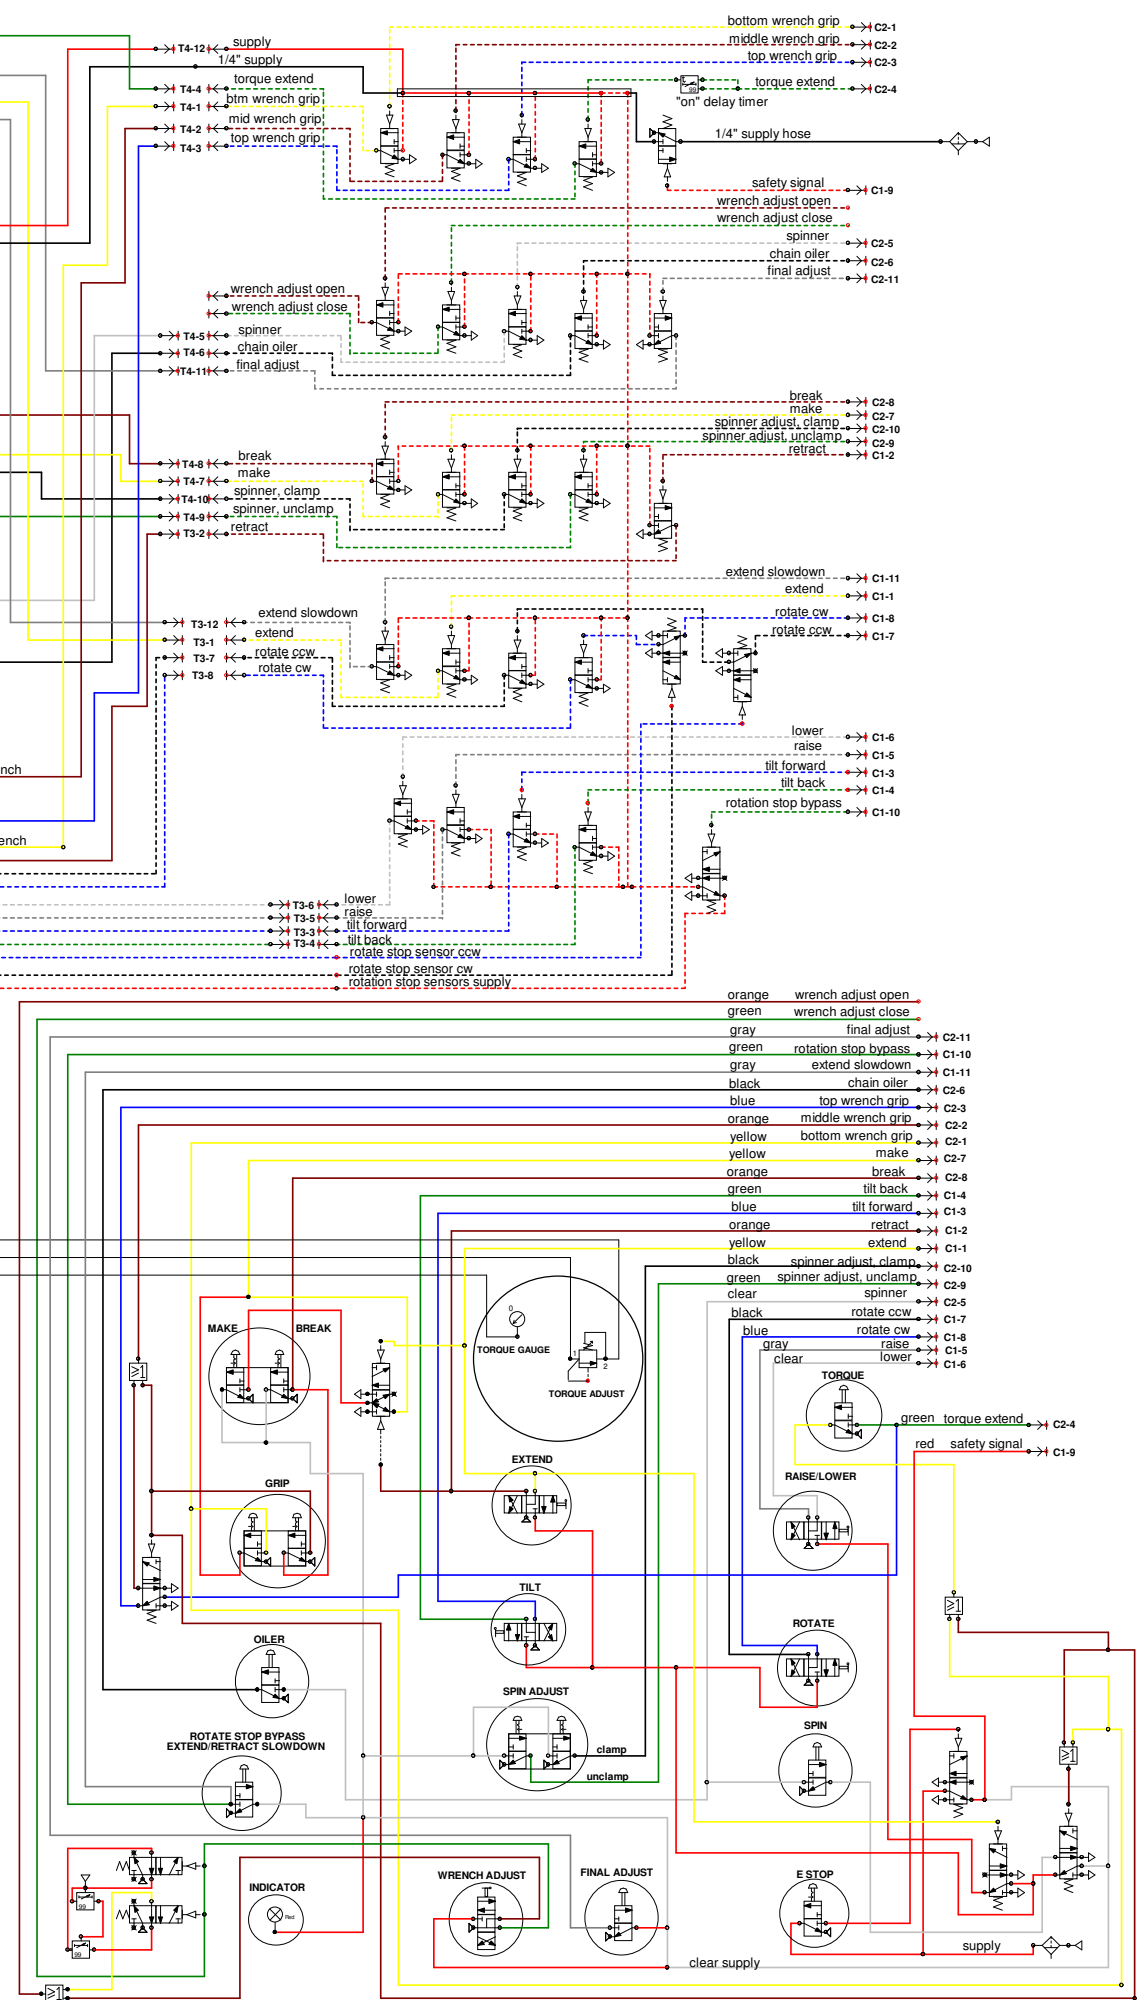 bottom wrench grip C2-1
middle wrench grip C2-2
T4-12 supply
top wrench grip C2-3
1/4" supply
T4-4 torque extend
torque extend C2-4
99
"on" delay timer
T4-1 btm wrench grip
T4-2 mid wrench grip
T4-3 top wrench grip
1/4" supply hose
safety signal C1-9
wrench adjust open
wrench adjust close
spinner C2-5
chain oiler C2-6
final adjust C2-11
wrench adjust open
wrench adjust close
T4-5 spinner
T4-6 chain oiler
T4-11 final adjust
break C2-8
make C2-7
spinner adjust, clamp C2-10
spinner adjust, unclamp C2-9
retract C1-2
T4-8 break
T4-7 make
T4-10 spinner, clamp
T4-9 spinner, unclamp
T3-2 retract
extend slowdown C1-11
extend C1-1
rotate cw C1-8
rotate ccw C1-7
T3-12 extend slowdown
T3-1 extend
T3-7 rotate ccw
T3-8 rotate cw
lower C1-6
raise C1-5
tilt forward C1-3
tilt back C1-4
rotation stop bypass C1-10
nch
ench
T3-6 lower
T3-5 raise
T3-3 tilt forward
T3-4 tilt back
rotate stop sensor ccw
rotate stop sensor cw
rotation stop sensors supply
orange wrench adjust open
green wrench adjust close
gray final adjust C2-11
green rotation stop bypass C1-10
gray extend slowdown C1-11
black chain oiler C2-6
blue top wrench grip C2-3
orange middle wrench grip C2-2
yellow bottom wrench grip C2-1
yellow make C2-7
orange break C2-8
green tilt back C1-4
blue tilt forward C1-3
orange retract C1-2
yellow extend C1-1
black spinner adjust, clamp C2-10
green spinner adjust, unclamp C2-9
clear spinner C2-5
black rotate ccw C1-7
blue rotate cw C1-8
gray raise C1-5
clear lower C1-6
MAKE BREAK
0
TORQUE GAUGE
1 2
TORQUE ADJUST
≥1
TORQUE
green torque extend C2-4
red safety signal C1-9
EXTEND
RAISE/LOWER
GRIP
TILT
≥1
ROTATE
OILER
SPIN ADJUST
clamp
unclamp
SPIN
ROTATE STOP BYPASS
EXTEND/RETRACT SLOWDOWN
≥1
INDICATOR
Red
WRENCH ADJUST
FINAL ADJUST
E STOP
99
99
supply
clear supply
≥1